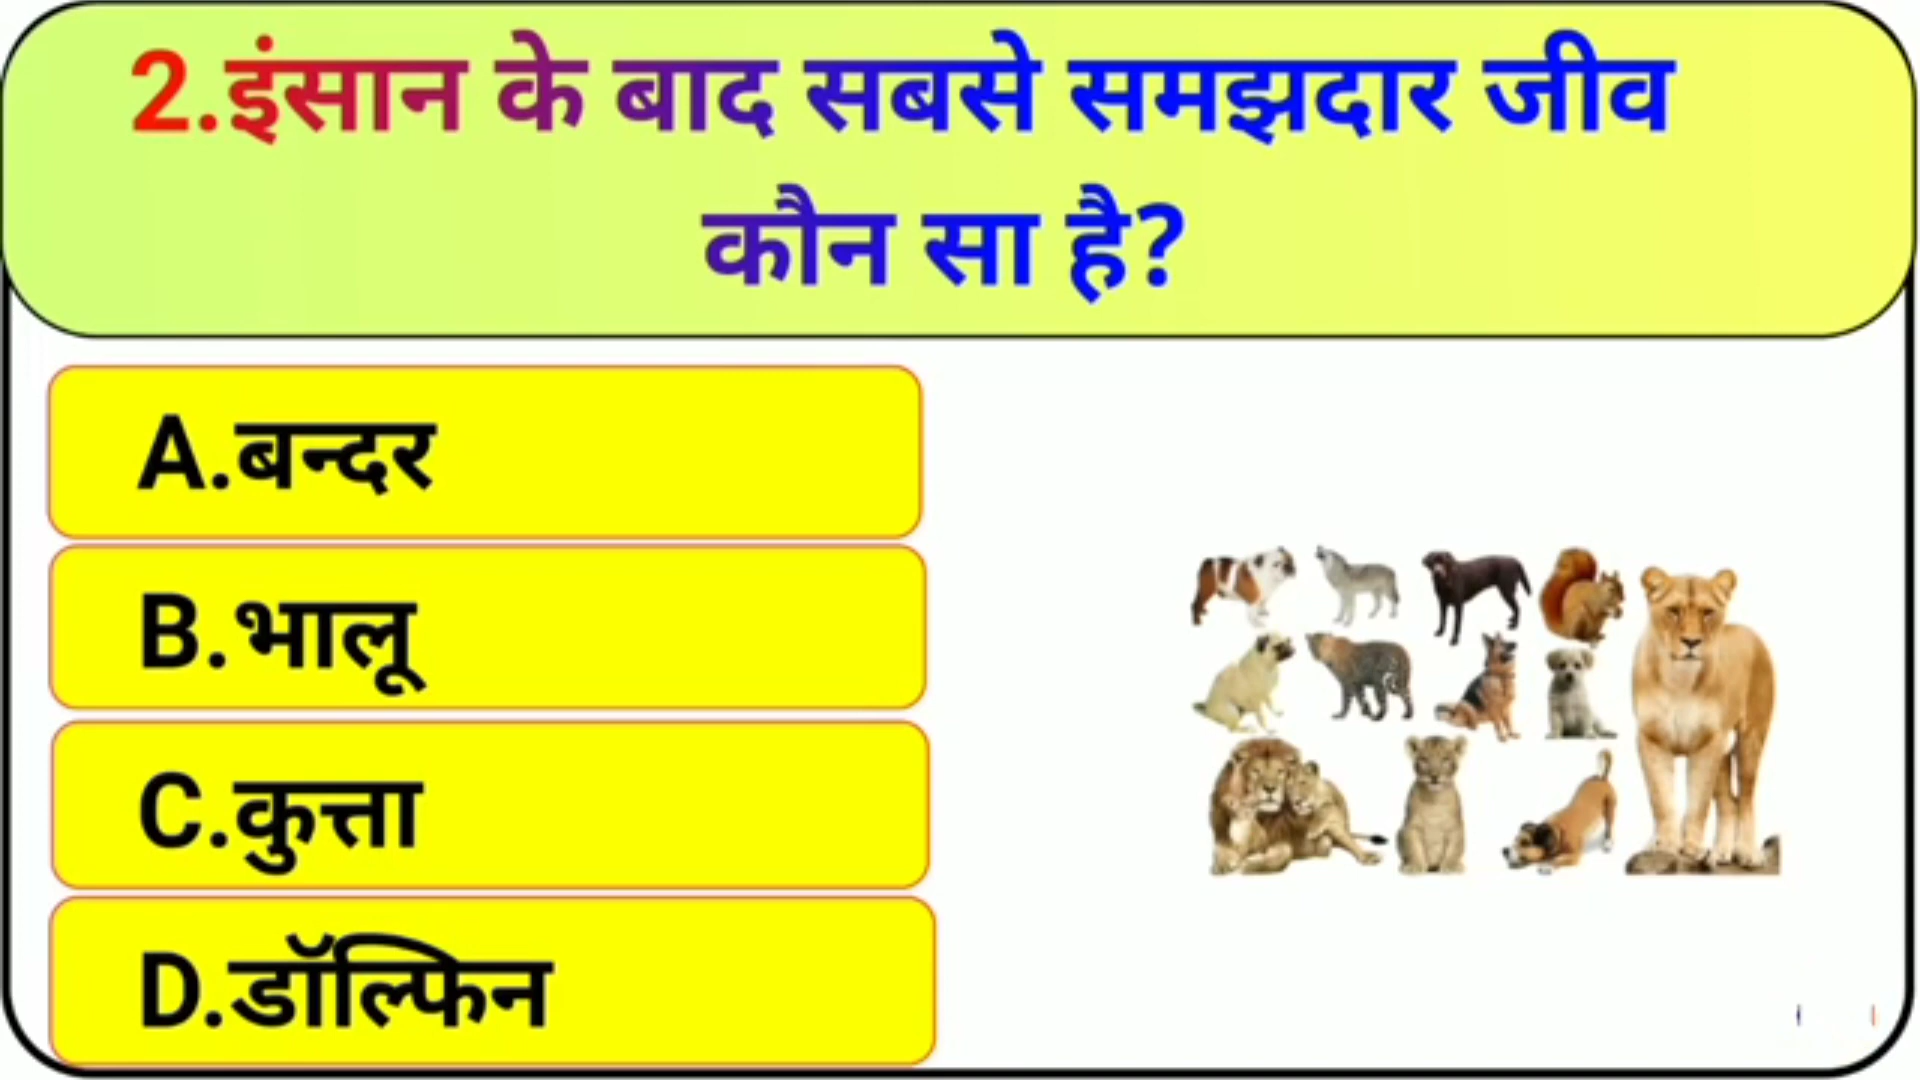 2.इंसान के बाद सबसे समझदार जीव
कौन सा है?
A.बन्दर
B.भालू
C.कुत्ता
D.डॉल्फिन